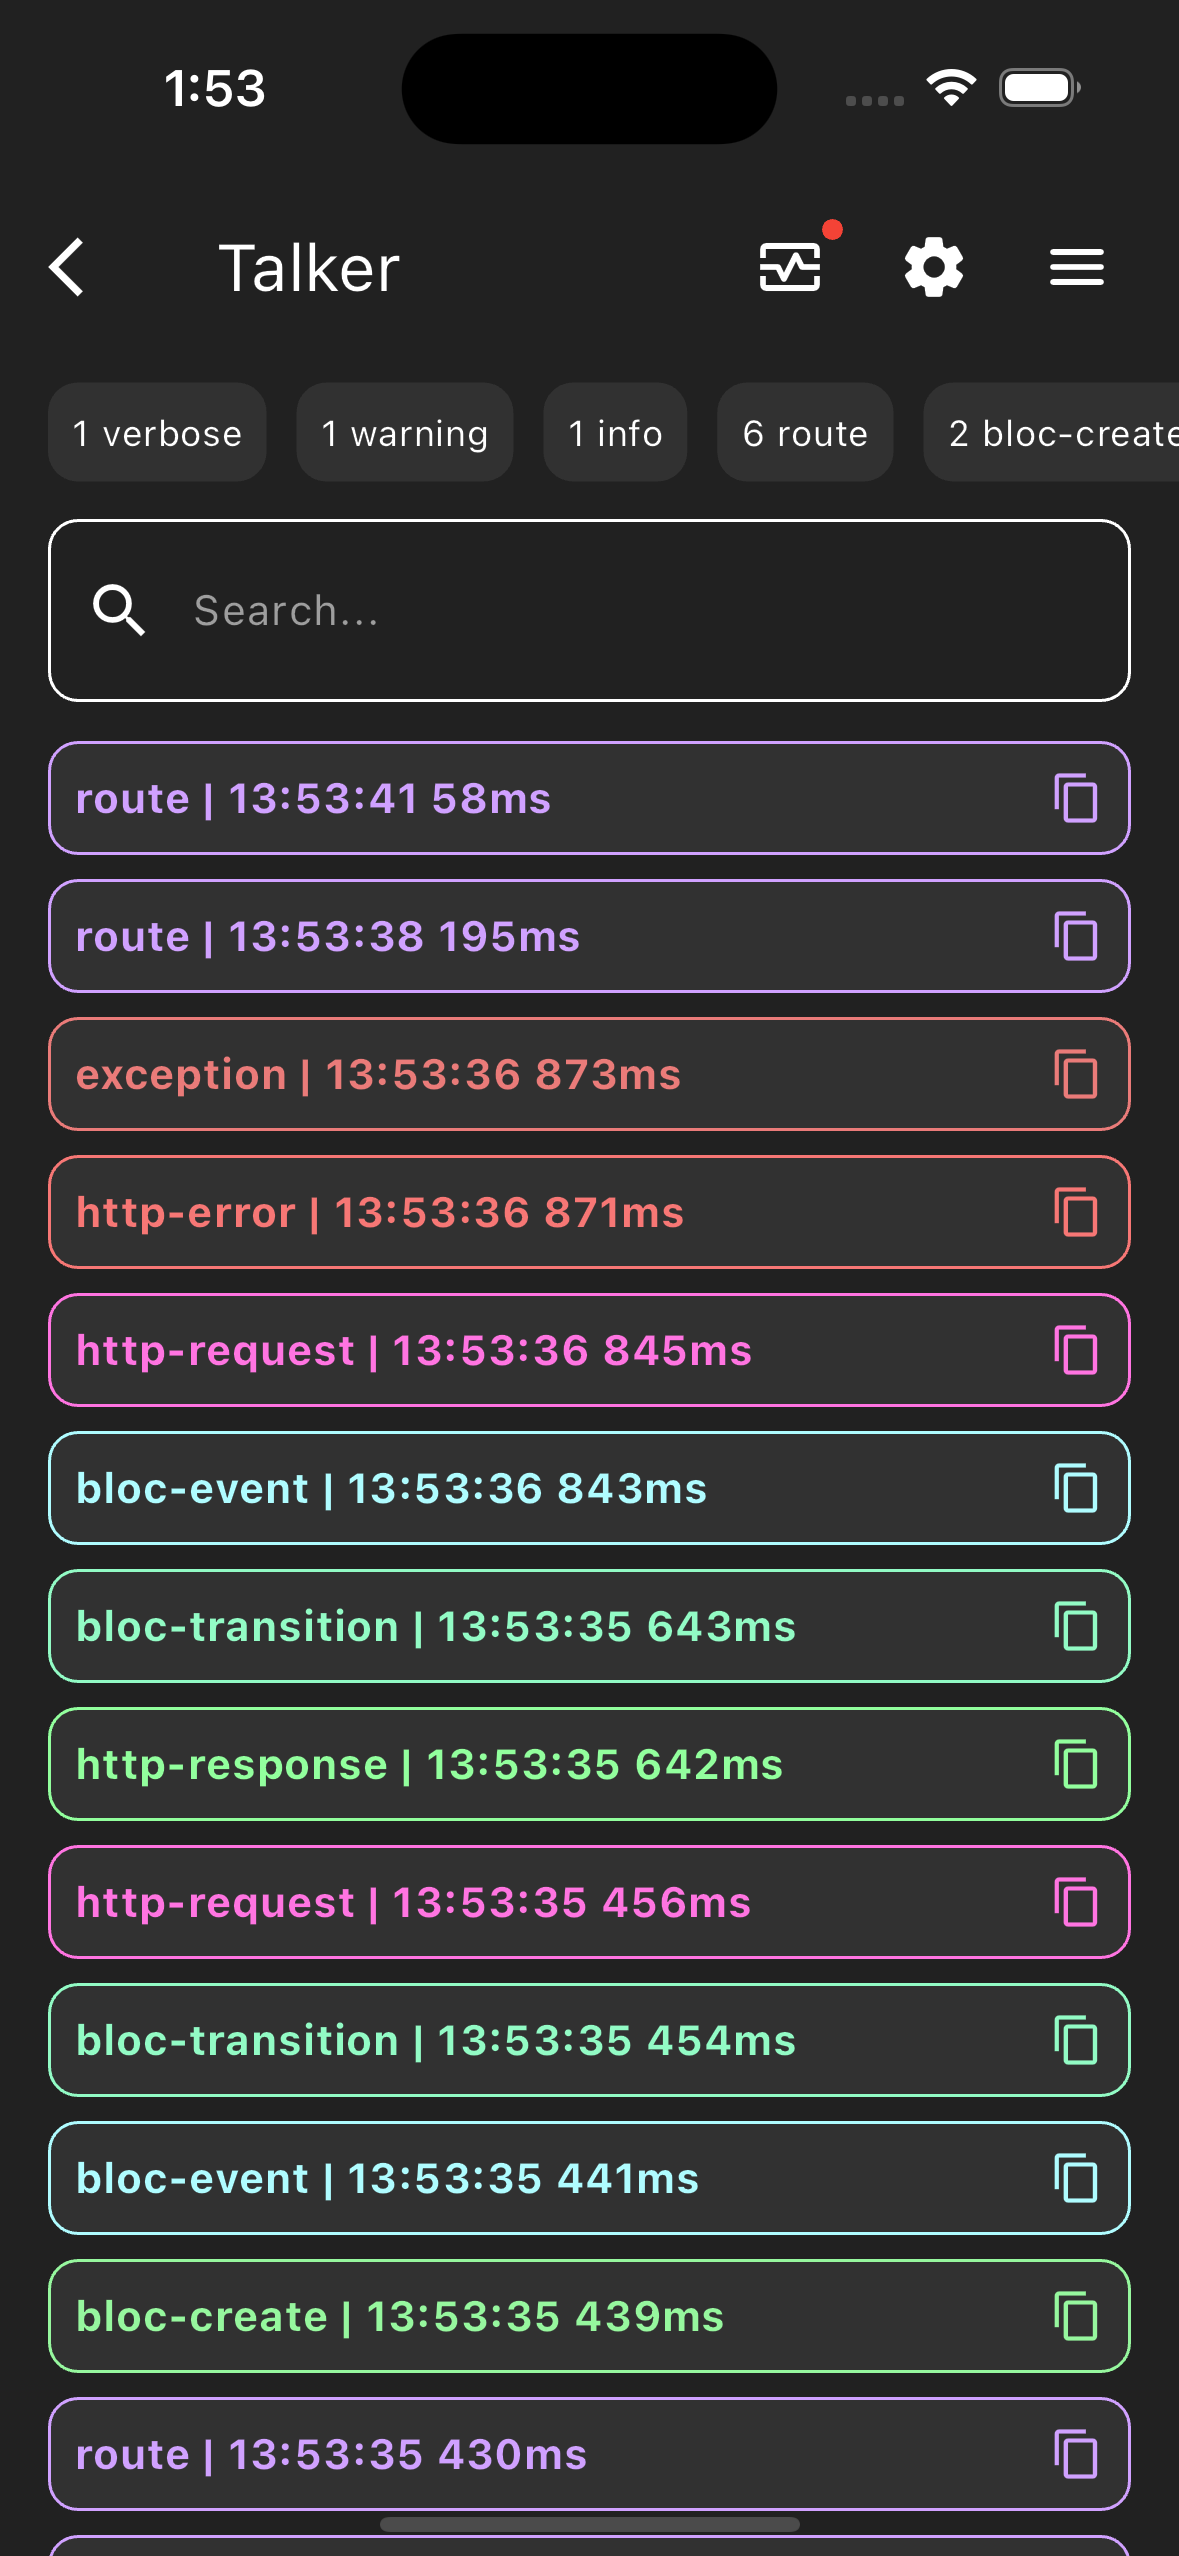 1:53
Talker
1 verbose
1 warning
1 info
6 route
2 bloc-create
Search...
route | 13:53:41 58ms
route | 13:53:38 195ms
exception | 13:53:36 873ms
http-error | 13:53:36 871ms
http-request | 13:53:36 845ms
bloc-event | 13:53:36 843ms
bloc-transition | 13:53:35 643ms
http-response | 13:53:35 642ms
http-request | 13:53:35 456ms
bloc-transition | 13:53:35 454ms
bloc-event | 13:53:35 441ms
bloc-create | 13:53:35 439ms
route | 13:53:35 430ms